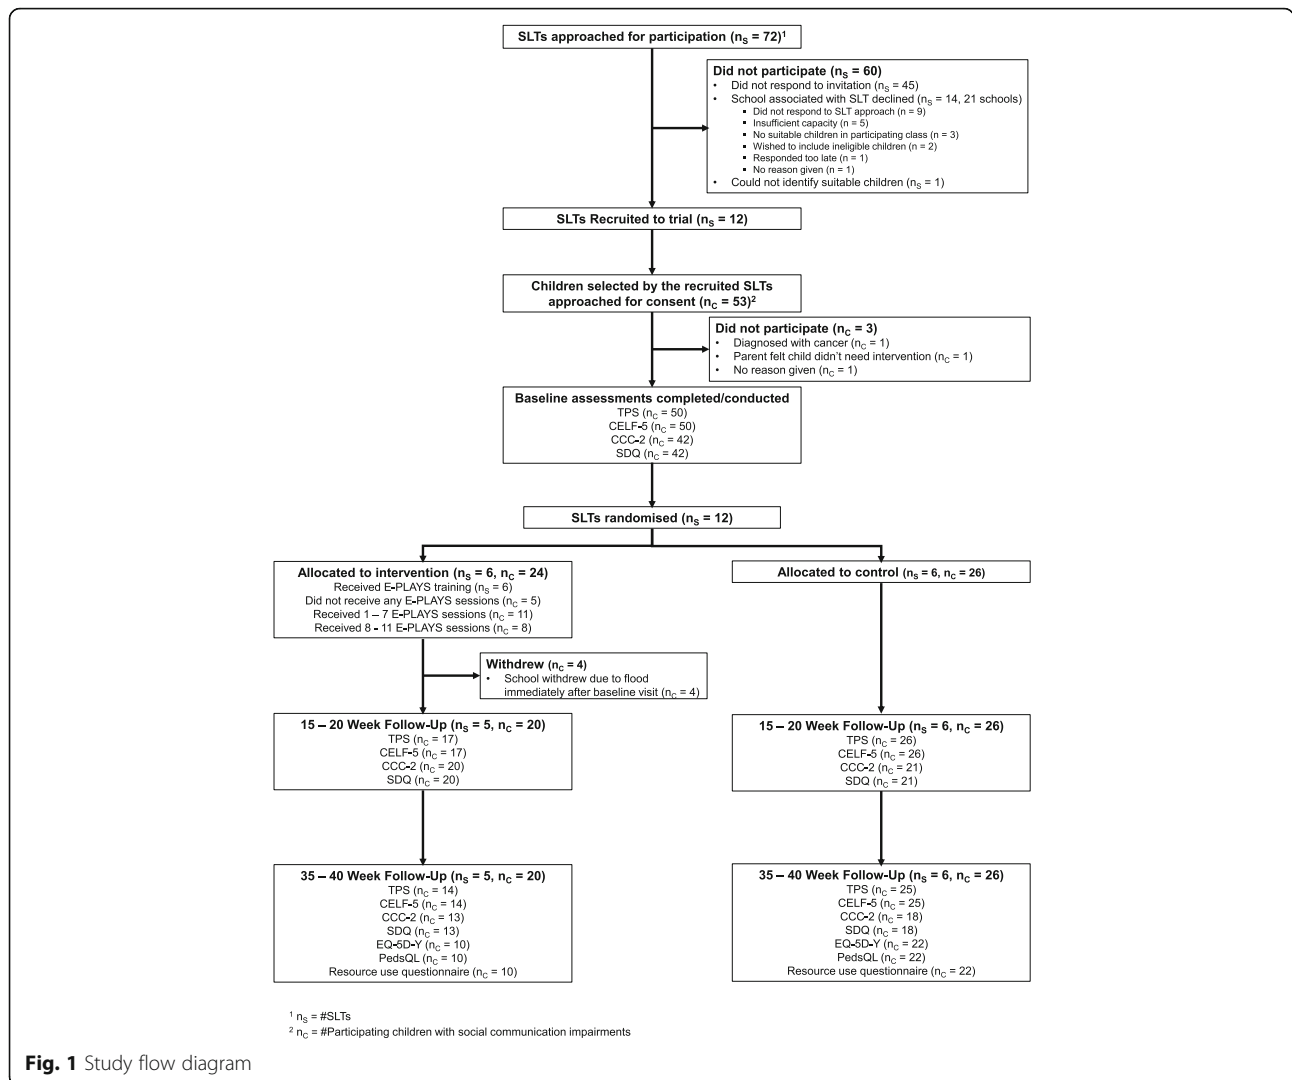 SLTs approached for participation (nS = 72)1
Did not participate (nS = 60)
• Did not respond to invitation (nS = 45)
• School associated with SLT declined (nS = 14, 21 schools)
▪ Did not respond to SLT approach (n = 9)
▪ Insufficient capacity (n = 5)
▪ No suitable children in participating class (n = 3)
▪ Wished to include ineligible children (n = 2)
▪ Responded too late (n = 1)
▪ No reason given (n = 1)
• Could not identify suitable children (nS = 1)
SLTs Recruited to trial (nS = 12)
Children selected by the recruited SLTs
approached for consent (nC = 53)2
Did not participate (nC = 3)
• Diagnosed with cancer (nC = 1)
• Parent felt child didn't need intervention (nC = 1)
• No reason given (nC = 1)
Baseline assessments completed/conducted
TPS (nC = 50)
CELF-5 (nC = 50)
CCC-2 (nC = 42)
SDQ (nC = 42)
SLTs randomised (nS = 12)
Allocated to intervention (nS = 6, nC = 24)
Received E-PLAYS training (nS = 6)
Did not receive any E-PLAYS sessions (nC = 5)
Received 1 – 7 E-PLAYS sessions (nC = 11)
Received 8 - 11 E-PLAYS sessions (nC = 8)
Allocated to control (nS = 6, nC = 26)
Withdrew (nC = 4)
• School withdrew due to flood
immediately after baseline visit (nC = 4)
15 – 20 Week Follow-Up (nS = 5, nC = 20)
TPS (nC = 17)
CELF-5 (nC = 17)
CCC-2 (nC = 20)
SDQ (nC = 20)
15 – 20 Week Follow-Up (nS = 6, nC = 26)
TPS (nC = 26)
CELF-5 (nC = 26)
CCC-2 (nC = 21)
SDQ (nC = 21)
35 – 40 Week Follow-Up (nS = 5, nC = 20)
TPS (nC = 14)
CELF-5 (nC = 14)
CCC-2 (nC = 13)
SDQ (nC = 13)
EQ-5D-Y (nC = 10)
PedsQL (nC = 10)
Resource use questionnaire (nC = 10)
35 – 40 Week Follow-Up (nS = 6, nC = 26)
TPS (nC = 25)
CELF-5 (nC = 25)
CCC-2 (nC = 18)
SDQ (nC = 18)
EQ-5D-Y (nC = 22)
PedsQL (nC = 22)
Resource use questionnaire (nC = 22)
1 nS = #SLTs
2 nC = #Participating children with social communication impairments
Fig. 1 Study flow diagram